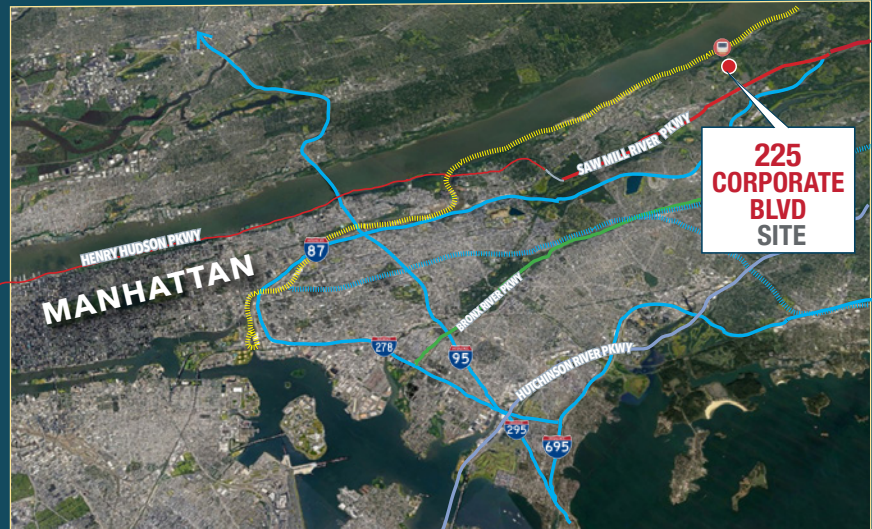 225
CORPORATE
BLVD
SITE
SAW MILL RIVER PKWY
HENRY HUDSON PKWY
87
MANHATTAN
BRONX RIVER PKWY
278
95
HUTCHINSON RIVER PKWY
295
695